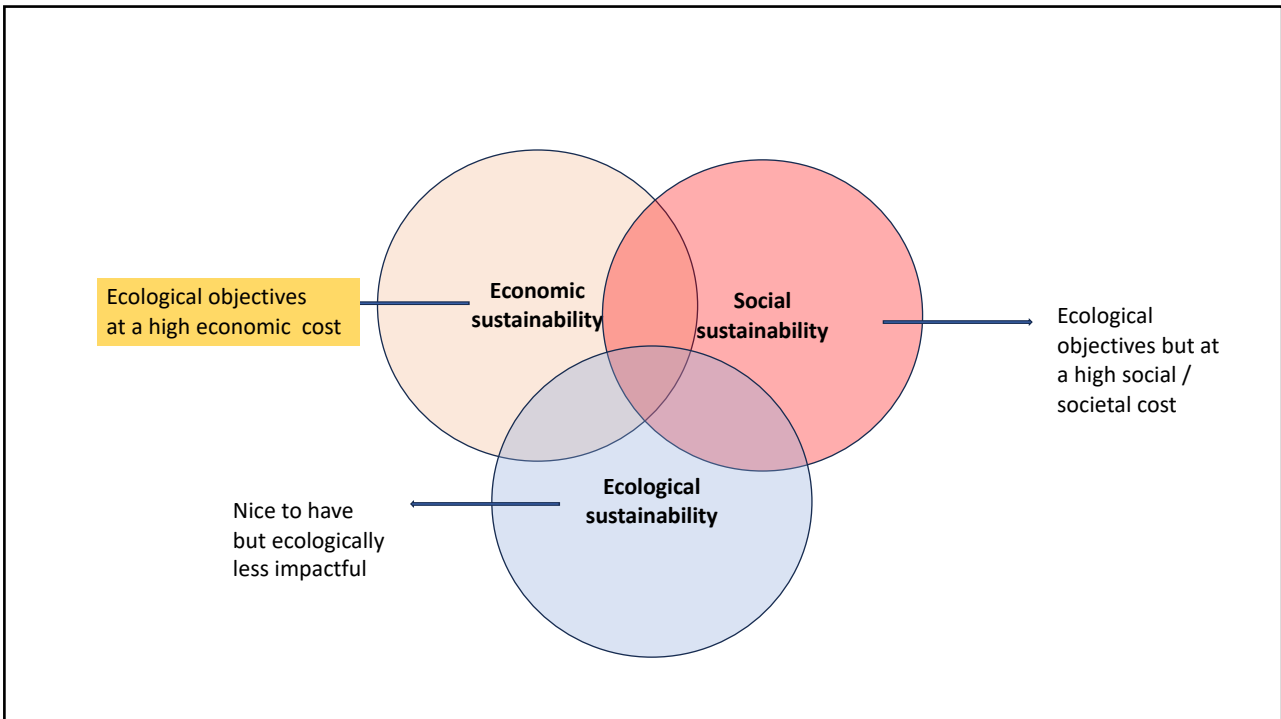 Economic
sustainability
Social
sustainability
Ecological objectives
at a high economic cost
Ecological
objectives but at
a high social /
societal cost
Ecological
sustainability
Nice to have
but ecologically
less impactful